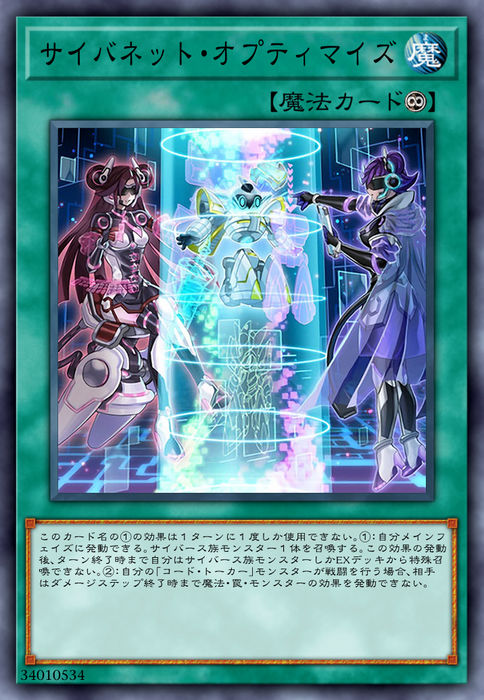 サイバネット・オプティマイズ
魔
【魔法カード】
このカード名の①の効果は１ターンに１度しか使用できない。①：自分メインフ
ェイズに発動できる。サイバース族モンスター１体を召喚する。この効果の発動
後、ターン終了時まで自分はサイバース族モンスターしかEXデッキから特殊召
喚できない。②：自分の「コード・トーカー」モンスターが戦闘を行う場合、相手
はダメージステップ終了時まで魔法・罠・モンスターの効果を発動できない。
34010534